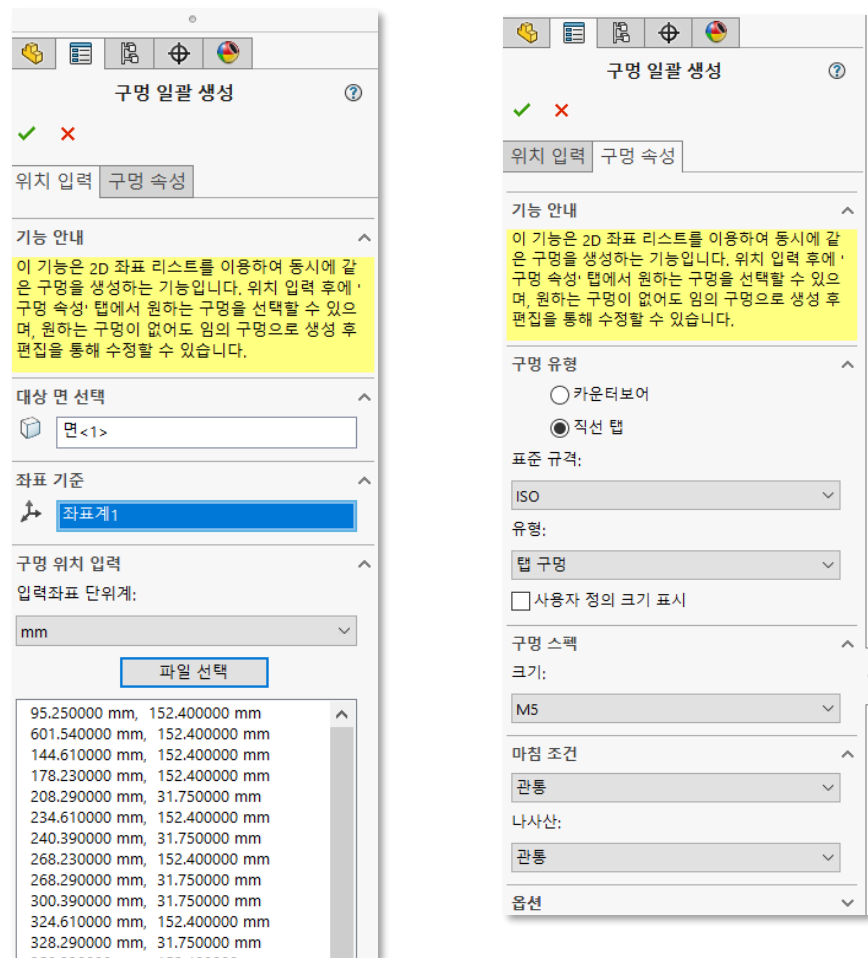 구멍 일괄 생성
위치 입력 구멍 속성
기능 안내
이 기능은 2D 좌표 리스트를 이용하여 동시에 같
은 구멍을 생성하는 기능입니다. 위치 입력 후에 '
구멍 속성' 탭에서 원하는 구멍을 선택할 수 있으
며, 원하는 구멍이 없어도 임의 구멍으로 생성 후
편집을 통해 수정할 수 있습니다.
대상 면 선택
면<1>
좌표 기준
좌표계1
구멍 위치 입력
입력좌표 단위계:
mm
파일 선택
95.250000 mm, 152.400000 mm
601.540000 mm, 152.400000 mm
144.610000 mm, 152.400000 mm
178.230000 mm, 152.400000 mm
208.290000 mm, 31.750000 mm
234.610000 mm, 152.400000 mm
240.390000 mm, 31.750000 mm
268.230000 mm, 152.400000 mm
268.290000 mm, 31.750000 mm
300.390000 mm, 31.750000 mm
324.610000 mm, 152.400000 mm
328.290000 mm, 31.750000 mm
구멍 일괄 생성
위치 입력 구멍 속성
기능 안내
이 기능은 2D 좌표 리스트를 이용하여 동시에 같
은 구멍을 생성하는 기능입니다. 위치 입력 후에 '
구멍 속성' 탭에서 원하는 구멍을 선택할 수 있으
며, 원하는 구멍이 없어도 임의 구멍으로 생성 후
편집을 통해 수정할 수 있습니다.
구멍 유형
카운터보어
직선 탭
표준 규격:
ISO
유형:
탭 구멍
사용자 정의 크기 표시
구멍 스펙
크기:
M5
마침 조건
관통
나사산:
관통
옵션